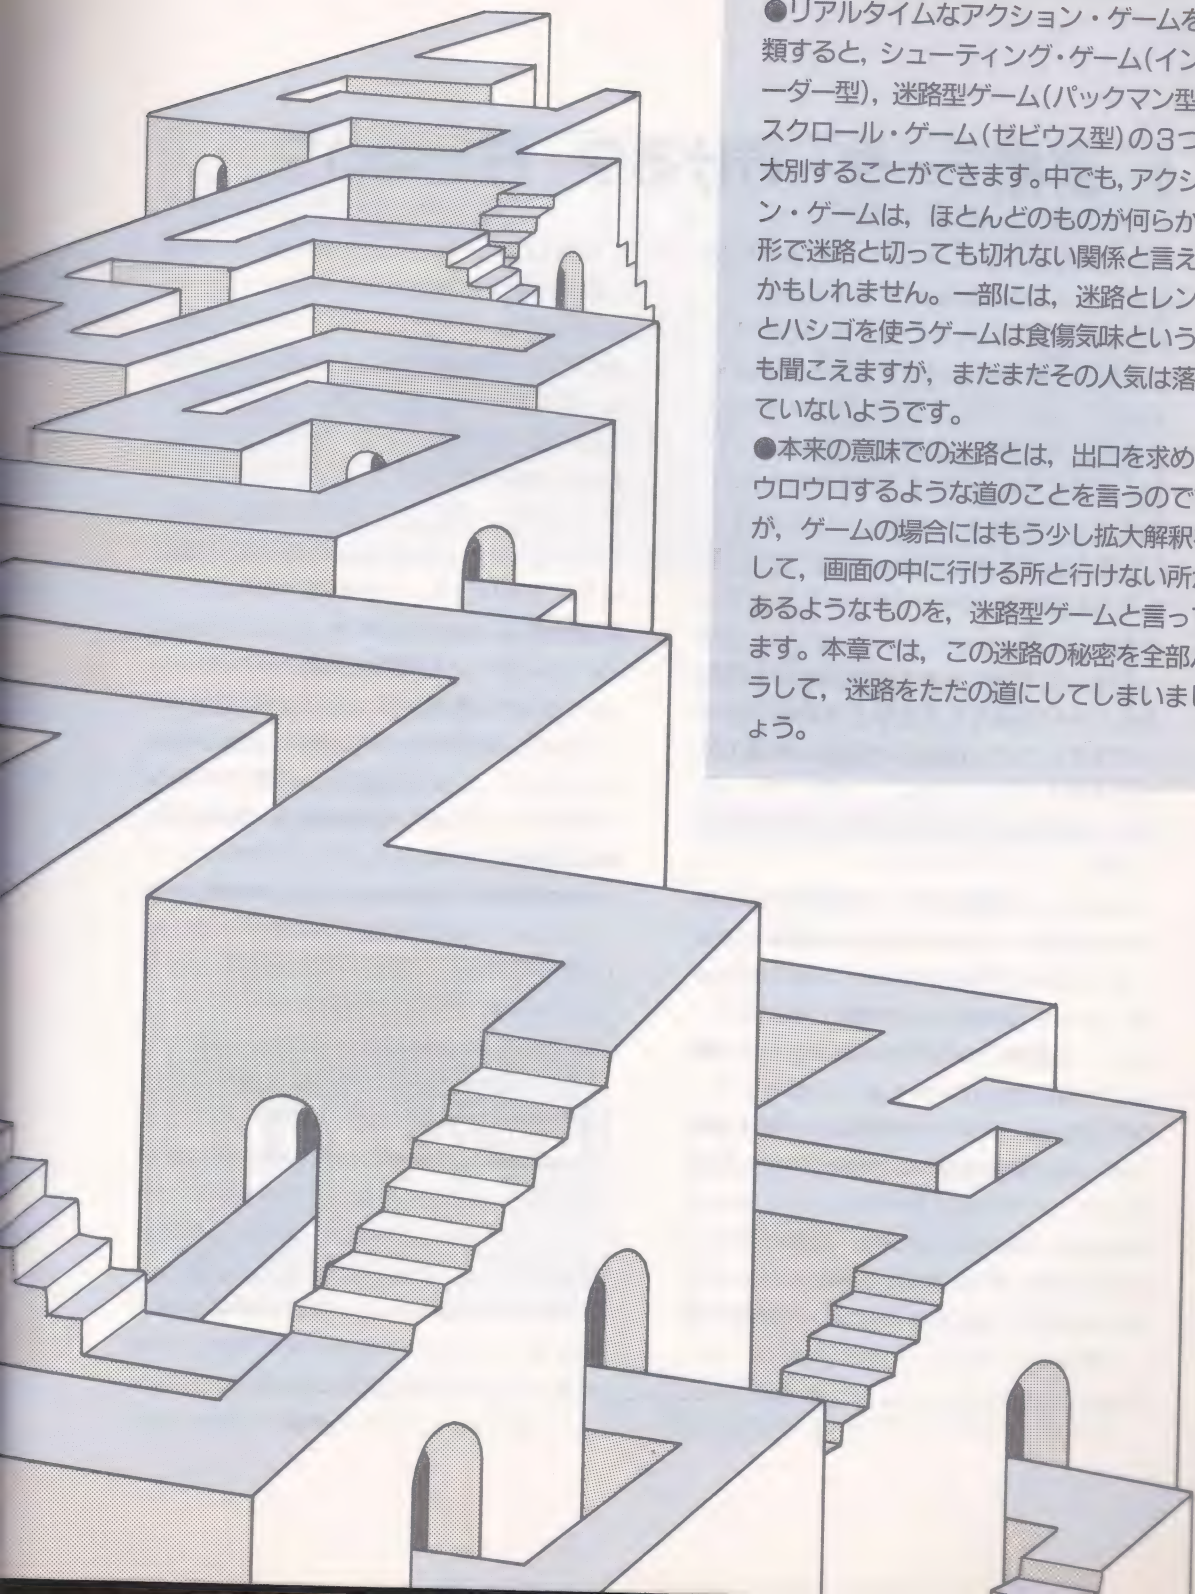 ●リアルタイムなアクション・ゲームを
類すると，シューティング・ゲーム(イン
ーダー型)，迷路型ゲーム(パックマン型
スクロール・ゲーム(ゼビウス型)の3つ
大別することができます。中でも，アクシ
ン・ゲームは，ほとんどのものが何らか
形で迷路と切っても切れない関係と言え
かもしれません。一部には，迷路とレン
とハシゴを使うゲームは食傷気味という
も聞こえますが，まだまだその人気は落
ていないようです。
●本来の意味での迷路とは，出口を求め
ウロウロするような道のことを言うので
が，ゲームの場合にはもう少し拡大解釈
して，画面の中に行ける所と行けない所
あるようなものを，迷路型ゲームと言っ
ます。本章では，この迷路の秘密を全部
ラして，迷路をただの道にしてしまいまし
ょう。